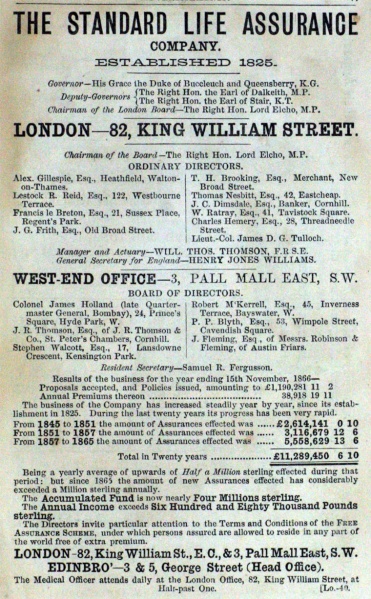 THE STANDARD LIFE ASSURANCE
COMPANY.
ESTABLISHED 1825.
Governor—His Grace the Duke of Buccleuch and Queensberry, K.G.
Deputy-Governors {The Right Hon. the Earl of Dalkeith, M.P.
{The Right Hon. the Earl of Stair, K.T.
Chairman of the London Board—The Right Hon. Lord Elcho, M.P.
LONDON—82, KING WILLIAM STREET.
Chairman of the Board—The Right Hon. Lord Elcho, M.P.
ORDINARY DIRECTORS.
Alex. Gillespie, Esq., Heathfield, Walton-
on-Thames.
Lestock R. Reid, Esq., 122, Westbourne
Terrace.
Francis le Breton, Esq., 21, Sussex Place,
Regent's Park.
J. G. Frith, Esq., Old Broad Street.
T. H. Brooking, Esq., Merchant, New
Broad Street.
Thomas Nesbitt, Esq., 42, Eastcheap.
J. C. Dimsdale, Esq., Banker, Cornhill.
W. Ratray, Esq., 41, Tavistock Square.
Charles Hemery, Esq., 28, Threadneedle
Street.
Lieut.-Col. James D. G. Tulloch.
Manager and Actuary—WILL. THOS. THOMSON, F.R S.E.
General Secretary for England—HENRY JONES WILLIAMS.
WEST-END OFFICE—3, PALL MALL EAST, S.W.
BOARD OF DIRECTORS.
Colonel James Holland (late Quarter-
master General, Bombay), 24, Prince's
Square, Hyde Park, W.
J. R. Thomson, Esq., of J. R. Thomson &
Co., St. Peter's Chambers, Cornhill.
Stephen Walcott, Esq., 17, Lansdowne
Crescent, Kensington Park.
Robert M'Kerrell, Esq., 45, Inverness
Terrace, Bayswater, W.
P. P. Blyth, Esq., 53, Wimpole Street,
Cavendish Square.
J. Fleming, Esq., of Messrs. Robinson &
Fleming, of Austin Friars.
Resident Secretary—Samuel R. Fergusson.
Results of the business for the year ending 15th November, 1866—
Proposals accepted, and Policies issued, amounting to £1,190,281 11 2
Annual Premiums thereon ........ 38,918 19 11
The business of the Company has increased steadily year by year, since its estab-
lishment in 1825. During the last twenty years its progress has been very rapid.
From 1845 to 1851 the amount of Assurances effected was ......£2,614,141 0 10
From 1851 to 1857 the amount of Assurances effected was ...... 3,116,679 12 6
From 1857 to 1865 the amount of Assurances effected was ...... 5,558,629 13 6
Total in Twenty years ..................£11,289,450 6 10
Being a yearly average of upwards of Half a Million sterling effected during that
period: but since 1865 the amount of new Assurances effected has considerably
exceeded a Million sterling annually.
The Accumulated Fund is now nearly Four Millions sterling.
The Annual Income exceeds Six Hundred and Eighty Thousand Pounds
sterling.
The Directors invite particular attention to the Terms and Conditions of the FREE
ASSURANCE SCHEME, under which persons assured are allowed to reside in any part of
the world free of extra premium.
LONDON-82, King William St., E.C., & 3, Pall Mall East, S.W.
EDINBRO'—3 & 5, George Street (Head Office).
The Medical Officer attends daily at the London Office, 82, King William Street, at
Half-past One.
[Lo.-40.